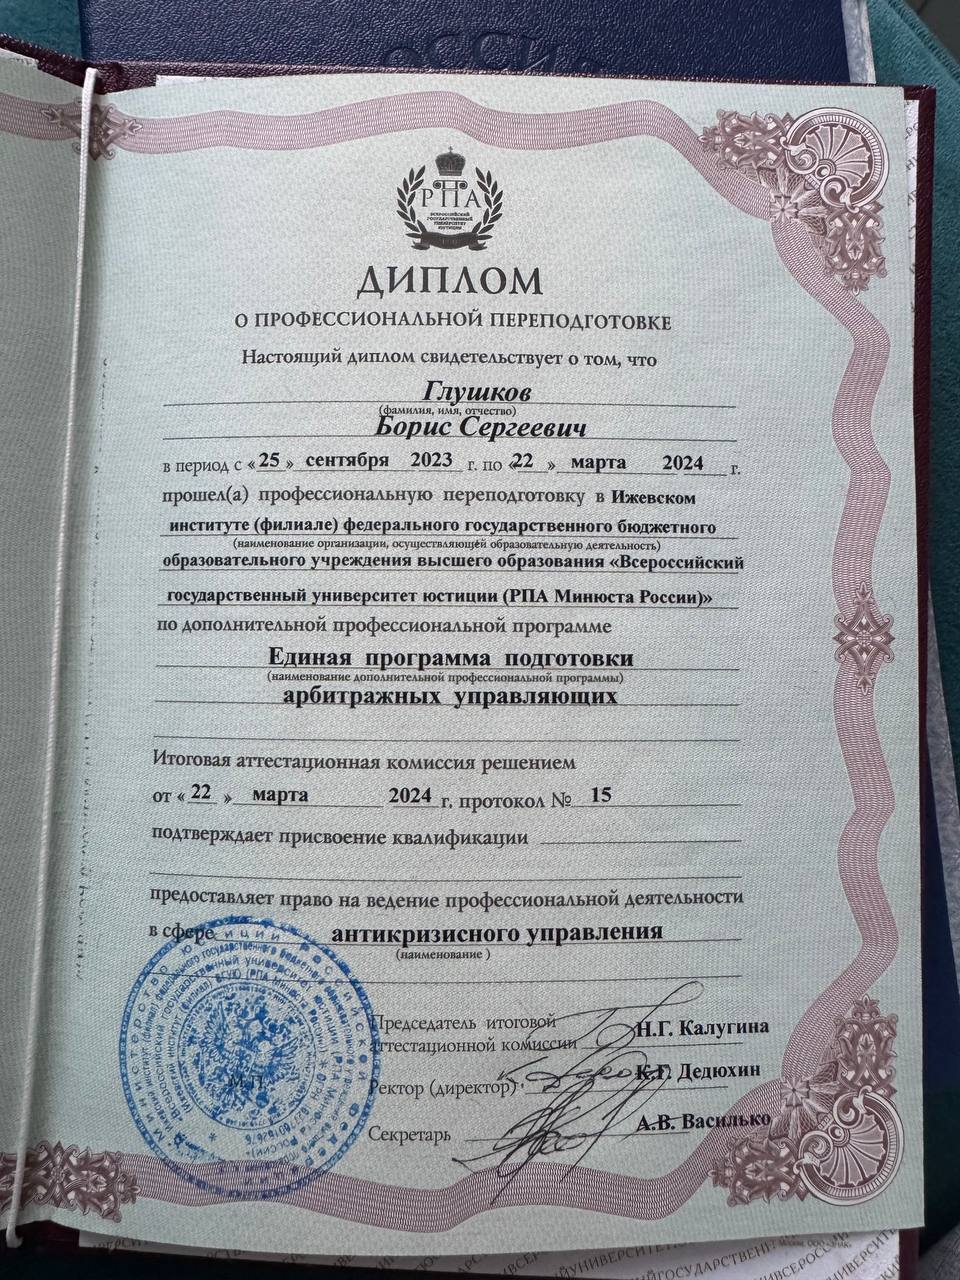 РПА
ВСЕРОССИЙСКИЙ
ГОСУДАРСТВЕННЫЙ
УНИВЕРСИТЕТ
ЮСТИЦИИ
ДИПЛОМ
О ПРОФЕССИОНАЛЬНОЙ ПЕРЕПОДГОТОВКЕ
Настоящий диплом свидетельствует о том, что
Глушков
(фамилия, имя, отчество)
Борис Сергеевич
в период с «25» сентября 2023 г. по «22» марта 2024 г.
прошел(а) профессиональную переподготовку в Ижевском
институте (филиале) федерального государственного бюджетного
(наименование организации, осуществляющей образовательную деятельность)
образовательного учреждения высшего образования «Всероссийский
государственный университет юстиции (РПА Минюста России)»
по дополнительной профессиональной программе
Единая программа подготовки
(наименование дополнительной профессиональной программы)
арбитражных управляющих
Итоговая аттестационная комиссия решением
от «22» марта 2024 г. протокол № 15
подтверждает присвоение квалификации
предоставляет право на ведение профессиональной деятельности
в сфере антикризисного управления
(наименование)
Председатель итоговой
аттестационной комиссии Н.Г. Калугина
Ректор (директор) К.Г. Дедюхин
Секретарь А.В. Василько
М.П.